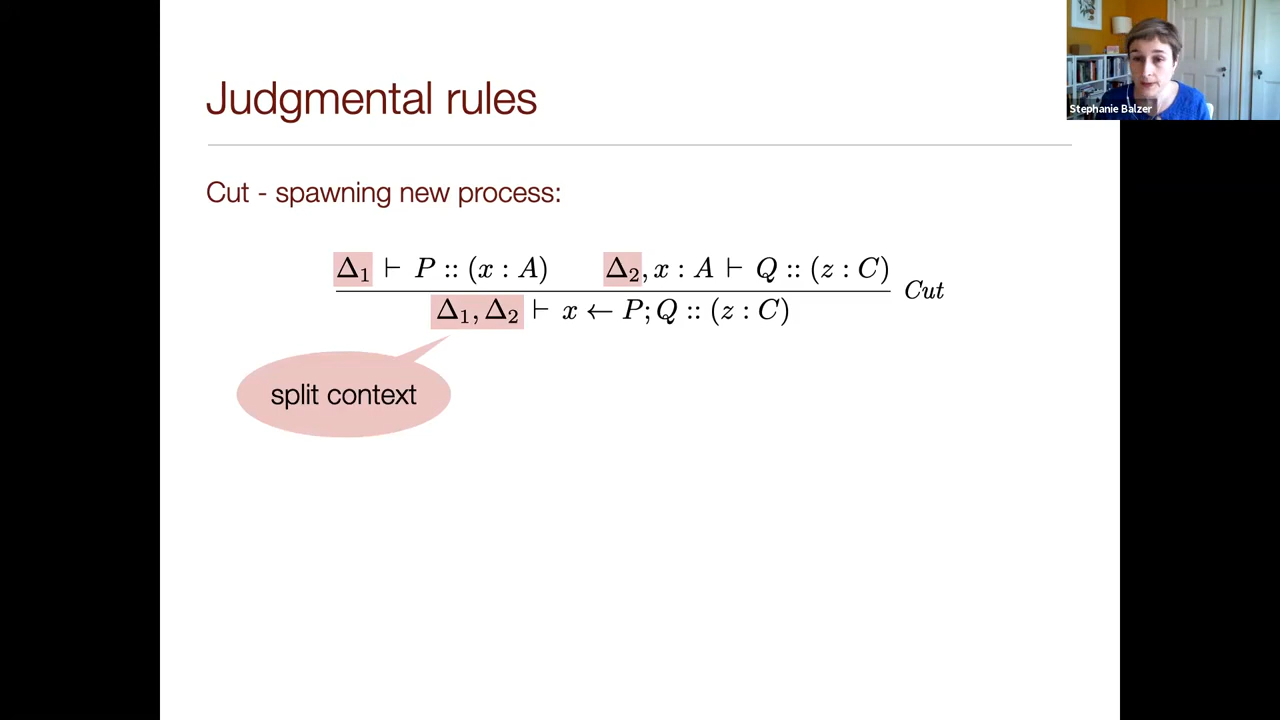 Judgmental rules
Stephanie Balzer
Cut - spawning new process:
Δ₁ ⊢ P :: (x : A) Δ₂, x : A ⊢ Q :: (z : C)
Cut
Δ₁, Δ₂ ⊢ x ← P; Q :: (z : C)
split context